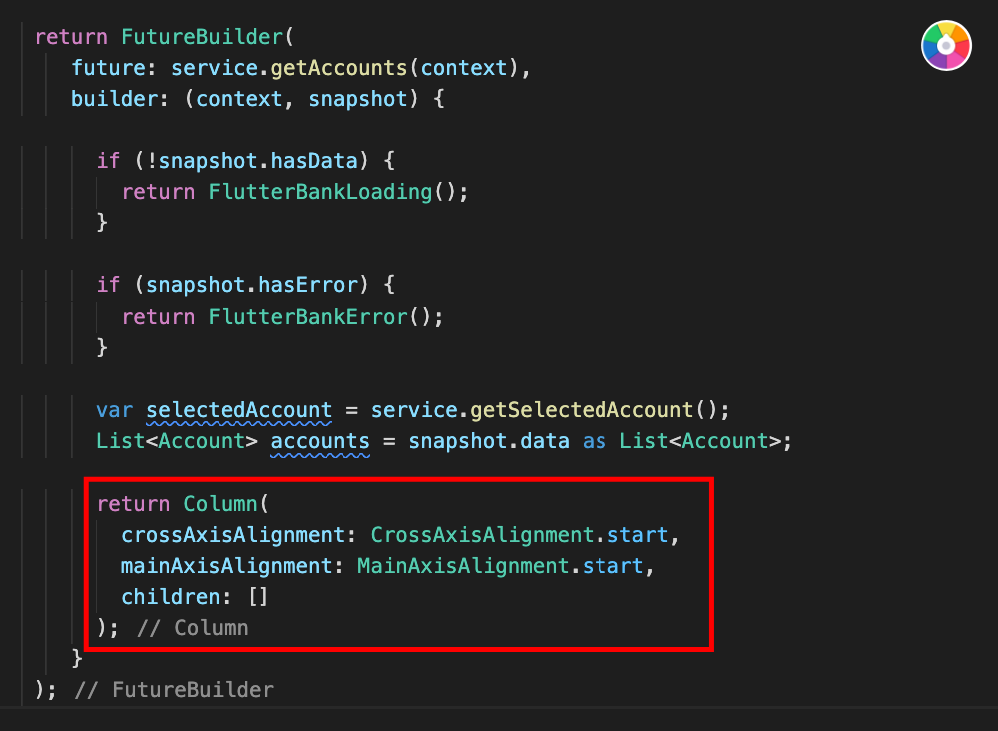 return FutureBuilder(
future: service.getAccounts(context),
builder: (context, snapshot) {
if (!snapshot.hasData) {
return FlutterBankLoading();
}
if (snapshot.hasError) {
return FlutterBankError();
}
var selectedAccount = service.getSelectedAccount();
List<Account> accounts = snapshot.data as List<Account>;
return Column(
crossAxisAlignment: CrossAxisAlignment.start,
mainAxisAlignment: MainAxisAlignment.start,
children: []
); // Column
}
); // FutureBuilder